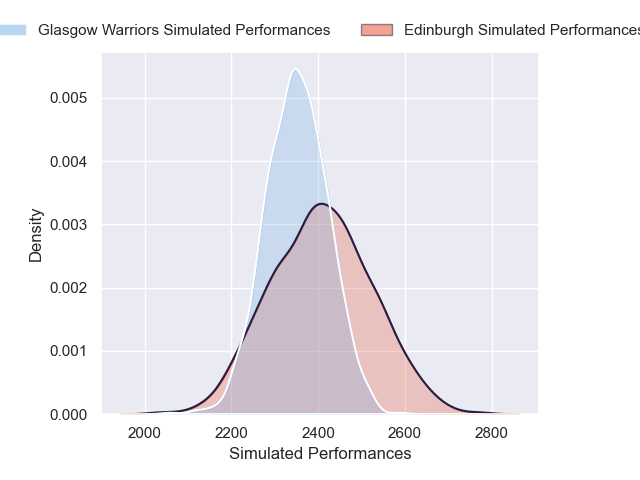 Glasgow Warriors Simulated Performances
Edinburgh Simulated Performances
0.005
0.004
0.003
0.002
0.001
0.000
Density
2000
2200
2400
2600
2800
Simulated Performances